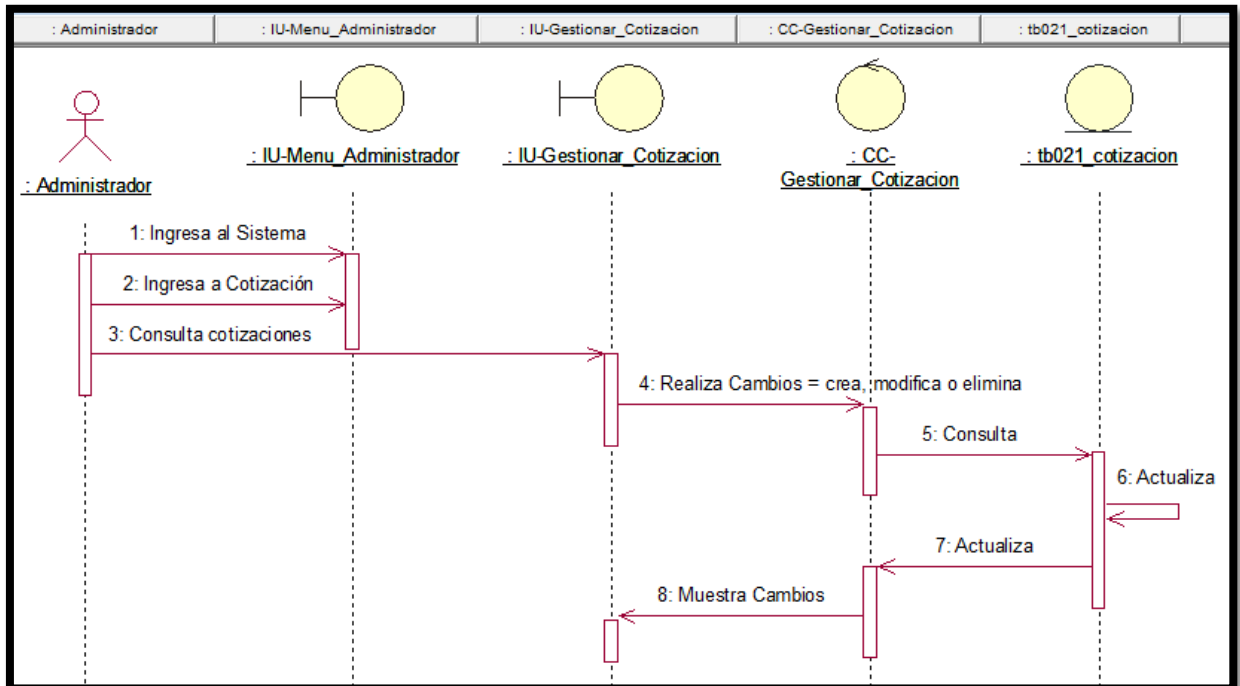 : Administrador
: IU-Menu_Administrador
: IU-Gestionar_Cotizacion
: CC-Gestionar_Cotizacion
: tb021_cotizacion
: Administrador
: IU-Menu_Administrador
: IU-Gestionar_Cotizacion
: CC-
Gestionar_Cotizacion
: tb021_cotizacion
1: Ingresa al Sistema
2: Ingresa a Cotización
3: Consulta cotizaciones
4: Realiza Cambios = crea, modifica o elimina
5: Consulta
6: Actualiza
7: Actualiza
8: Muestra Cambios